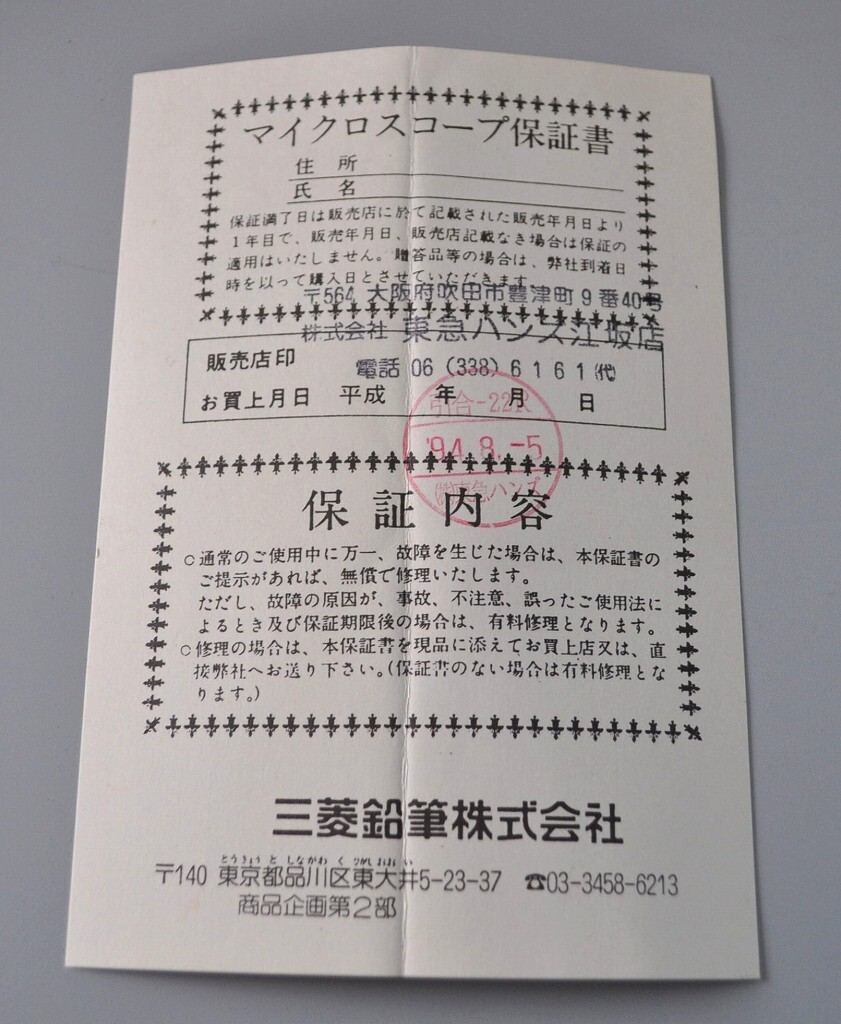 マイクロスコープ保証書
住 所
氏 名
保証満了日は販売店に於て記載された販売年月日より
1年目で、販売年月日、販売店記載なき場合は保証の
適用はいたしません。贈答品等の場合は、弊社到着日
時を以って購入日とさせていただきます
〒564 大阪府吹田市豊津町9番40号
株式会社 東急ハンズ江坂店
販売店印
電話 06 (338) 6161 (代)
お買上月日 平成 年 月 日
引合-22R
'94.8.-5
(株)東急ハンズ
保証内容
○通常のご使用中に万一、故障を生じた場合は、本保証書の
ご提示があれば、無償で修理いたします。
ただし、故障の原因が、事故、不注意、誤ったご使用法に
よるとき及び保証期限後の場合は、有料修理となります。
○修理の場合は、本保証書を現品に添えてお買上店又は、直
接弊社へお送り下さい。(保証書のない場合は有料修理とな
ります。)
三菱鉛筆株式会社
とうきょう と しながわ く ひがしおおい
〒140 東京都品川区東大井5-23-37 ☎03-3458-6213
商品企画第2部